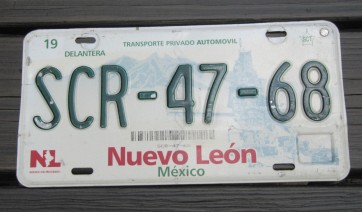 19 TRANSPORTE PRIVADO AUTOMOVIL
DELANTERA
SCR-47-68
NL Nuevo León
México